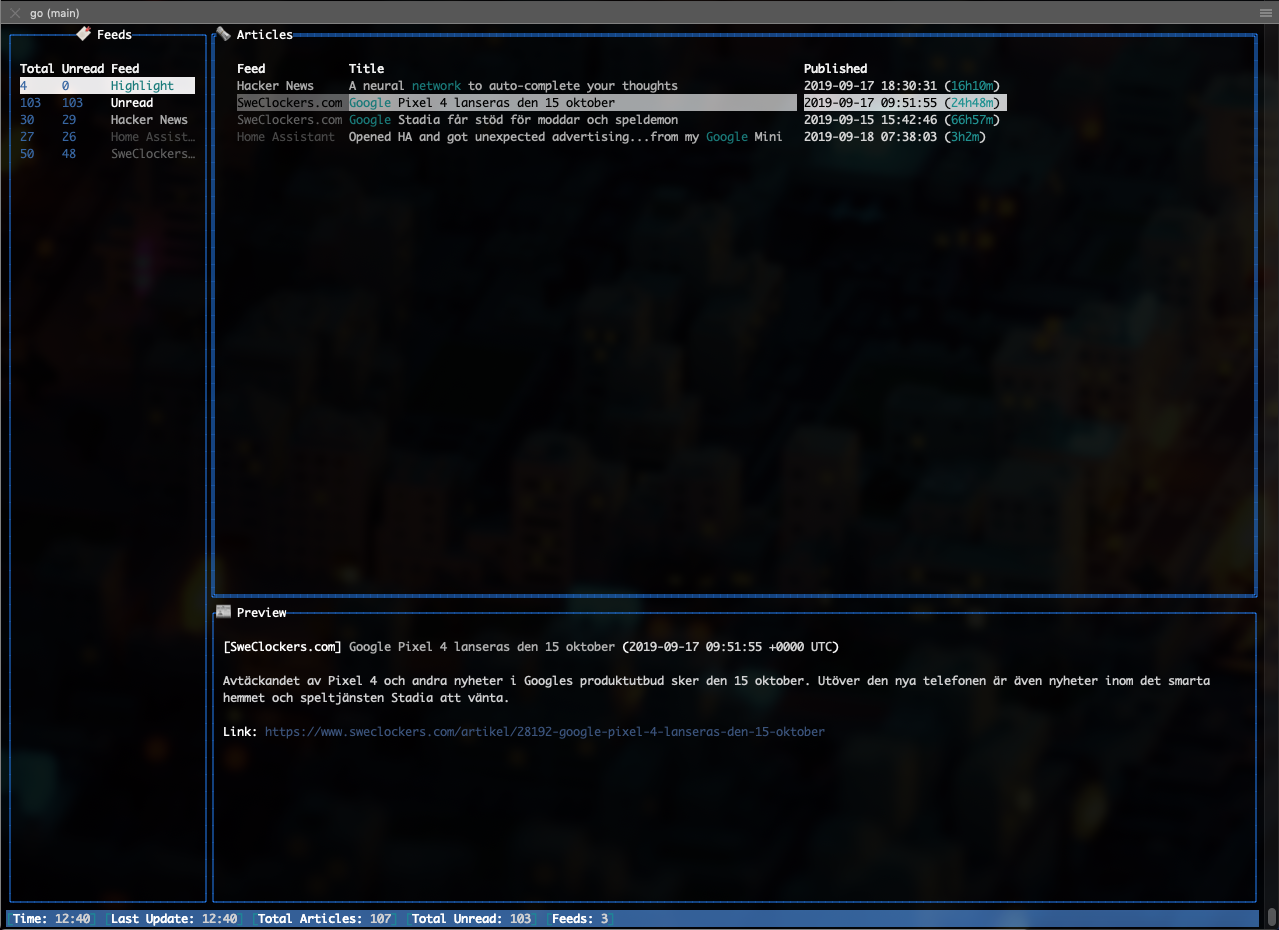 go (main)
Feeds
Total Unread Feed
4 0 Highlight
103 103 Unread
30 29 Hacker News
27 26 Home Assist…
50 48 SweClockers…
Articles
Feed Title Published
Hacker News A neural network to auto-complete your thoughts 2019-09-17 18:30:31 (16h10m)
SweClockers.com Google Pixel 4 lanseras den 15 oktober 2019-09-17 09:51:55 (24h48m)
SweClockers.com Google Stadia får stöd för moddar och speldemon 2019-09-15 15:42:46 (66h57m)
Home Assistant Opened HA and got unexpected advertising...from my Google Mini 2019-09-18 07:38:03 (3h2m)
Preview
[SweClockers.com] Google Pixel 4 lanseras den 15 oktober (2019-09-17 09:51:55 +0000 UTC)
Avtäckandet av Pixel 4 och andra nyheter i Googles produktutbud sker den 15 oktober. Utöver den nya telefonen är även nyheter inom det smarta
hemmet och speltjänsten Stadia att vänta.
Link: https://www.sweclockers.com/artikel/28192-google-pixel-4-lanseras-den-15-oktober
Time: 12:40 Last Update: 12:40 Total Articles: 107 Total Unread: 103 Feeds: 3